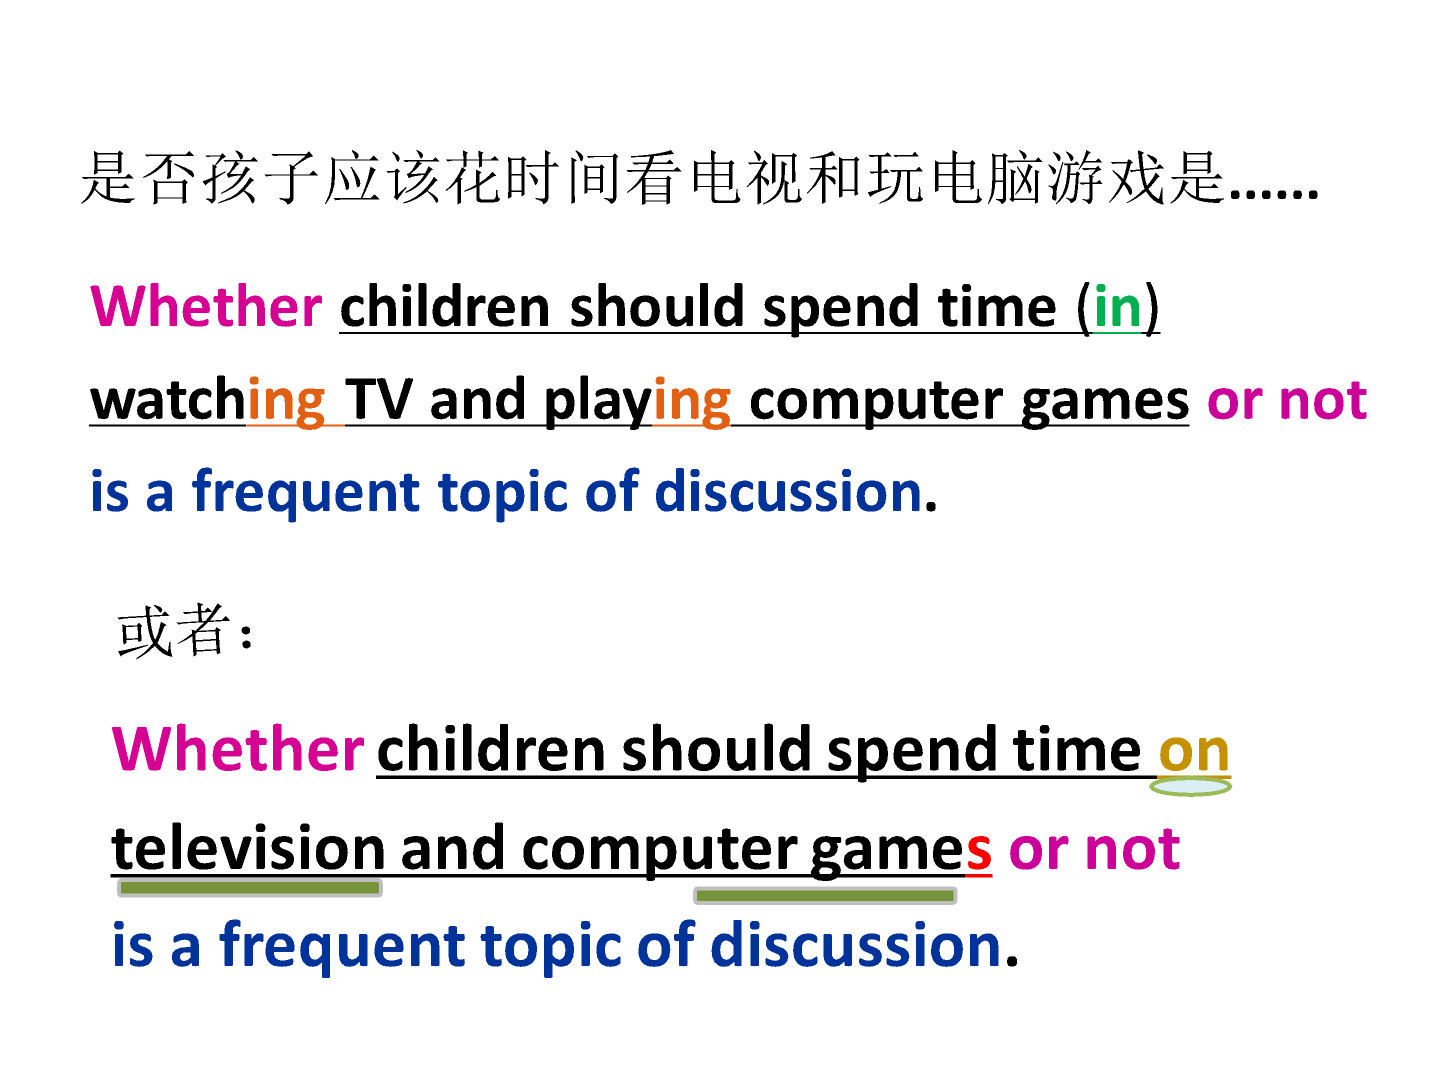 是否孩子应该花时间看电视和玩电脑游戏是......
Whether children should spend time (in)
watching TV and playing computer games or not
is a frequent topic of discussion.
或者：
Whether children should spend time on
television and computer games or not
is a frequent topic of discussion.